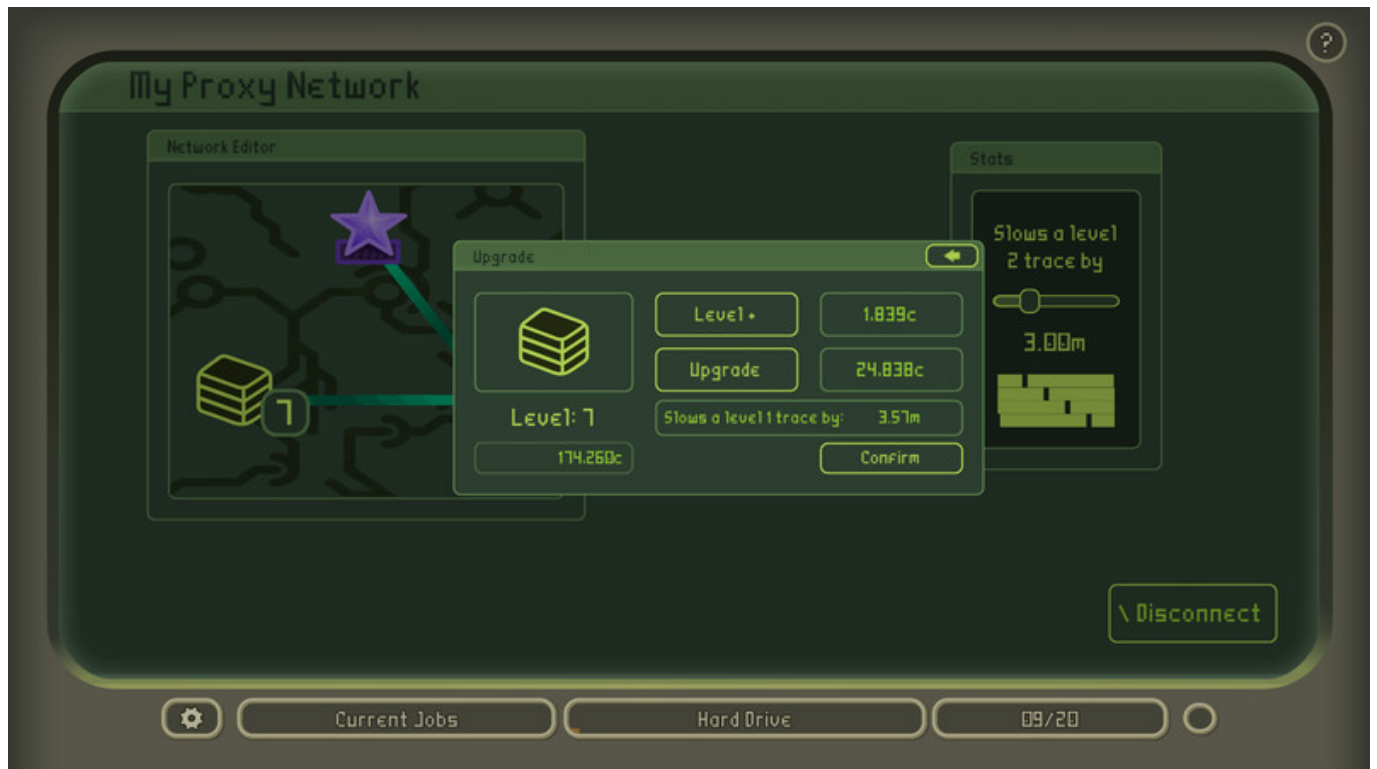 ?
My Proxy Network
Network Editor
7
Upgrade
Level +
1.839c
Upgrade
24.838c
Level: 7
Slows a level 1 trace by: 3.57m
174.260c
Confirm
Stats
Slows a level
2 trace by
3.00m
\ Disconnect
Current Jobs
Hard Drive
09/20